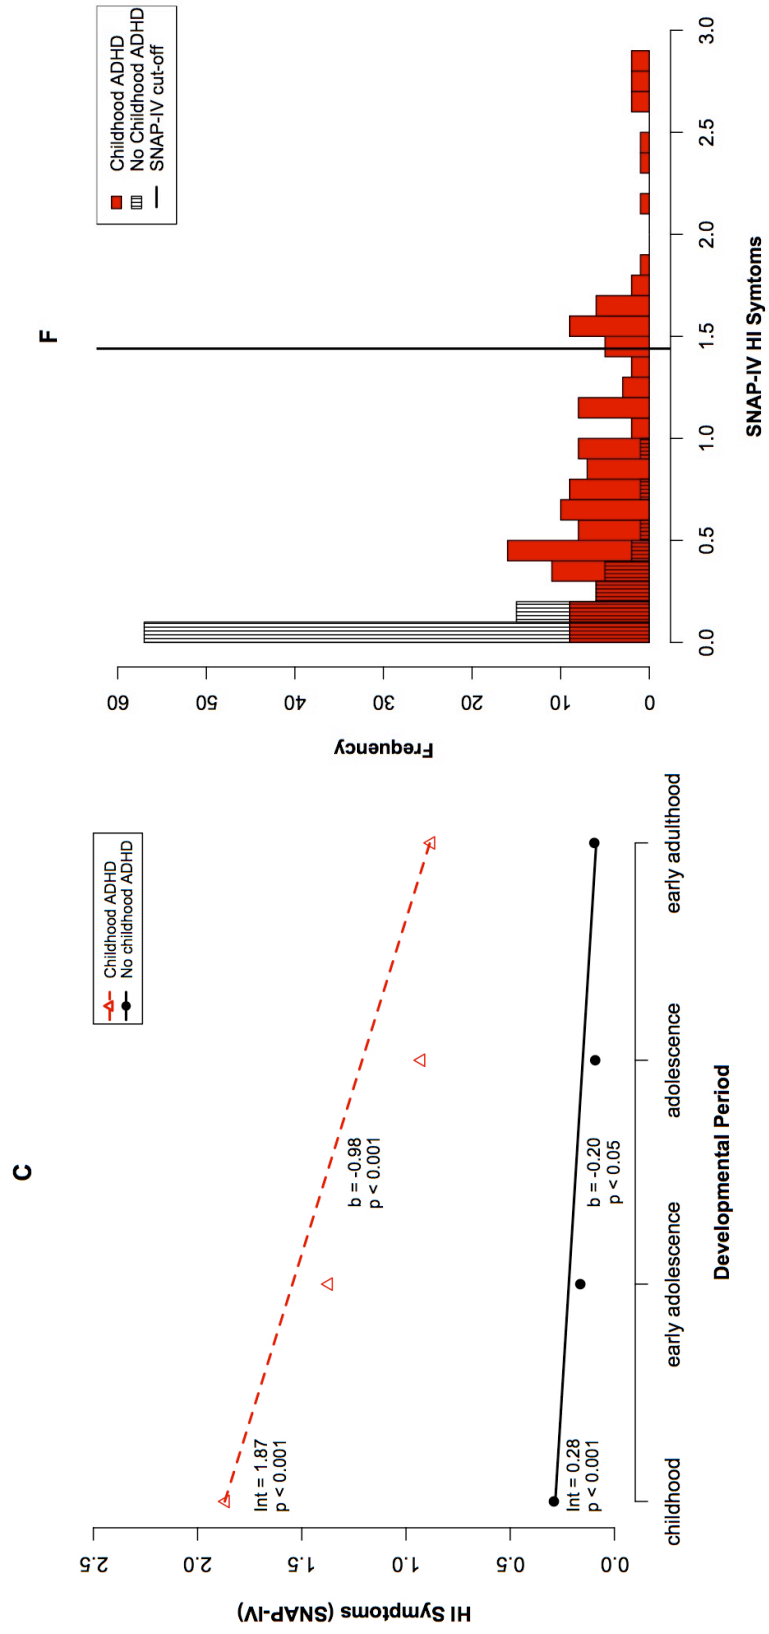 C
Childhood ADHD
No childhood ADHD
HI Symptoms (SNAP-IV)
2.5
2.0
1.5
1.0
0.5
0.0
Int = 1.87
p < 0.001
b = -0.98
p < 0.001
Int = 0.28
p < 0.001
b = -0.20
p < 0.05
childhood
early adolescence
adolescence
early adulthood
Developmental Period
F
Childhood ADHD
No Childhood ADHD
SNAP-IV cut-off
Frequency
60
50
40
30
20
10
0
0.0
0.5
1.0
1.5
2.0
2.5
3.0
SNAP-IV HI Symtoms